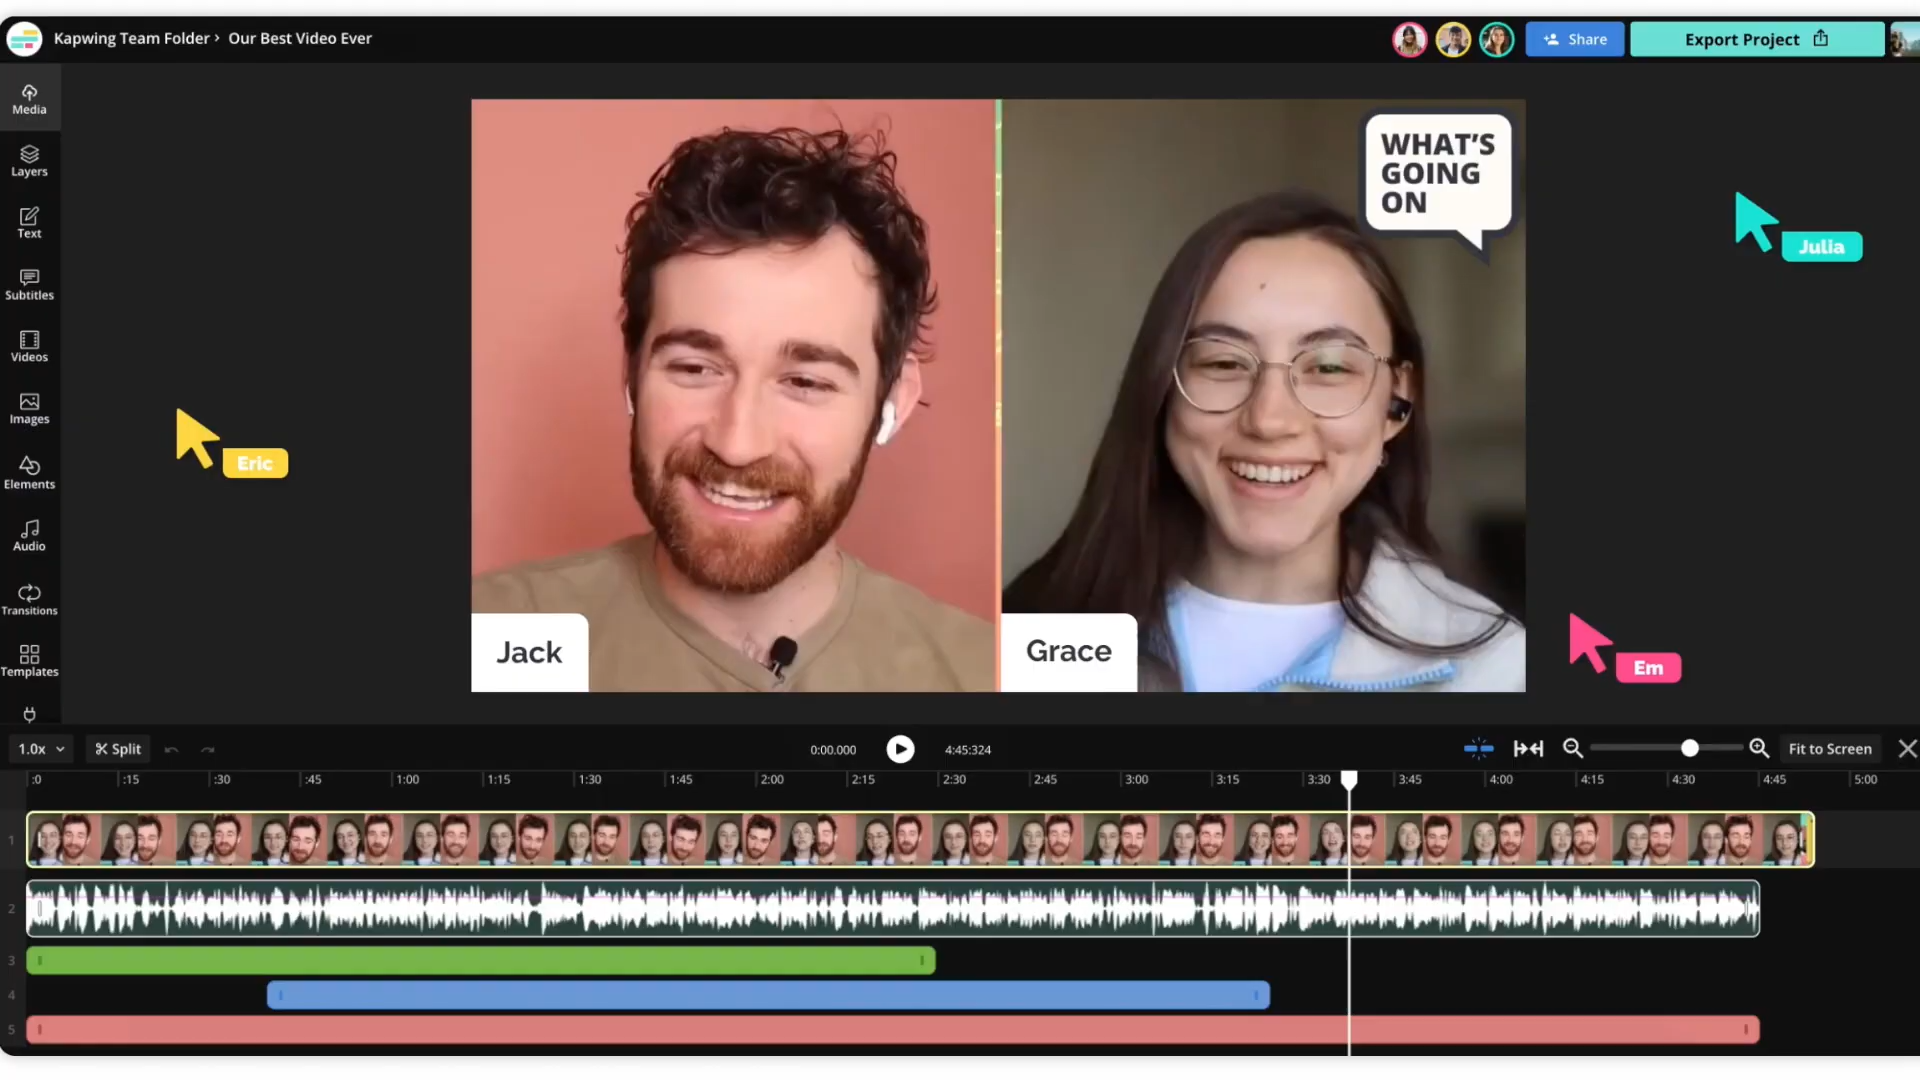 Kapwing Team Folder › Our Best Video Ever
Share
Export Project
Media
Layers
Text
Subtitles
Videos
Images
Elements
Audio
Transitions
Templates
WHAT'S
GOING
ON
Julia
Eric
Em
Jack
Grace
1.0x
Split
0:00.000
4:45:324
Fit to Screen
:0 :15 :30 :45 1:00 1:15 1:30 1:45 2:00 2:15 2:30 2:45 3:00 3:15 3:30 3:45 4:00 4:15 4:30 4:45 5:00
1
2
3
4
5